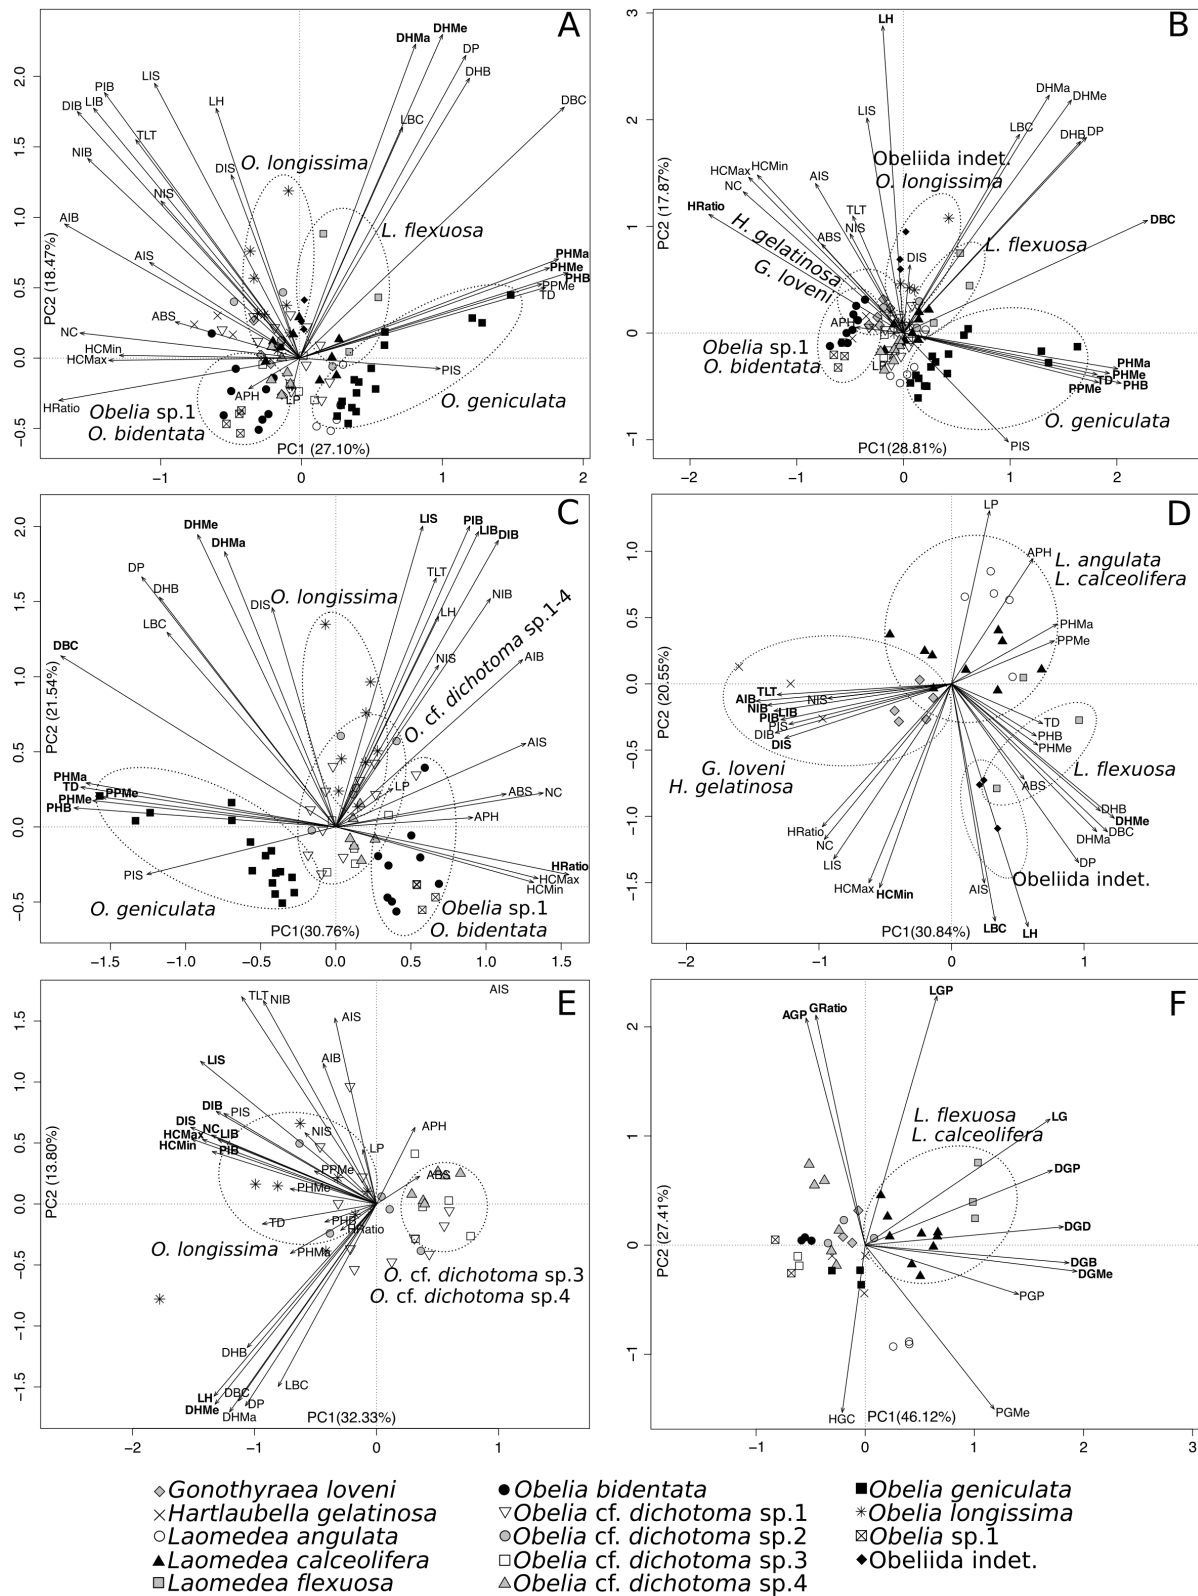 A
DHMa
DHMe
DP
DHB
DBC
LBC
LIS
PIB
LIB
DIB
LH
TLT
NIB
DIS
NIS
AIB
AIS
ABS
NC
HCMin
HCMax
HRatio
APH
LP
PIS
PHMa
PHMe
PHB
PPMe
TD
O. longissima
L. flexuosa
Obelia sp.1
O. bidentata
O. geniculata
PC1 (27.10%)
PC2 (18.47%)
2.0
1.5
1.0
0.5
0.0
−0.5
−1
0
1
2
B
LH
LIS
DHMa
DHMe
LBC
DHB
DP
HCMax
HCMin
NC
AIS
HRatio
TLT
NIS
ABS
DIS
DBC
APH
LP
PHMa
PHMe
TD
PPMe
PHB
PIS
Obeliida indet.
O. longissima
L. flexuosa
H. gelatinosa
G. loveni
Obelia sp.1
O. bidentata
O. geniculata
PC1(28.81%)
PC2 (17.87%)
3
2
1
0
−1
−2
−1
0
1
2
C
DHMe
DHMa
LIS
PIB
LIB
DIB
DP
DHB
TLT
NIB
LBC
DIS
LH
DBC
NIS
AIB
AIS
PHMa
TD
PHMe
PPMe
PHB
LP
ABS
NC
APH
PIS
HRatio
HCMax
HCMin
O. longissima
O. cf. dichotoma sp.1-4
O. geniculata
Obelia sp.1
O. bidentata
PC1(30.76%)
PC2 (21.54%)
2.0
1.5
1.0
0.5
0.0
−0.5
−1.5
−1.0
−0.5
0.0
0.5
1.0
1.5
D
LP
APH
PHMa
PPMe
TLT
AIB
NIS
NIB
LIB
PIB
PIS
DIB
DIS
TD
PHB
PHMe
ABS
DHB
DHMe
DBC
DHMa
DP
HRatio
NC
LIS
HCMax
HCMin
AIS
LBC
LH
L. angulata
L. calceolifera
G. loveni
H. gelatinosa
L. flexuosa
Obeliida indet.
PC1(30.84%)
PC2 (20.55%)
1.0
0.5
0.0
−0.5
−1.0
−1.5
−2
−1
0
1
E
AIS
TLT
NIB
AIS
LIS
AIB
DIB
PIS
DIS
NC
HCMax
LIB
HCMin
PIB
NIS
APH
LP
PPMe
ABS
PHMe
PHB
TD
HRatio
PHMa
DHB
LH
DBC
LBC
DHMe
DP
DHMa
O. longissima
O. cf. dichotoma sp.3
O. cf. dichotoma sp.4
PC1(32.33%)
PC2 (13.80%)
1.5
1.0
0.5
0.0
−0.5
−1.0
−1.5
−2
−1
0
1
F
LGP
AGP
GRatio
LG
DGP
DGD
DGB
DGMe
PGP
PGMe
HGC
L. flexuosa
L. calceolifera
PC1(46.12%)
PC2 (27.41%)
2
1
0
−1
−1
0
1
2
3
Gonothyraea loveni
Hartlaubella gelatinosa
Laomedea angulata
Laomedea calceolifera
Laomedea flexuosa
Obelia bidentata
Obelia cf. dichotoma sp.1
Obelia cf. dichotoma sp.2
Obelia cf. dichotoma sp.3
Obelia cf. dichotoma sp.4
Obelia geniculata
Obelia longissima
Obelia sp.1
Obeliida indet.